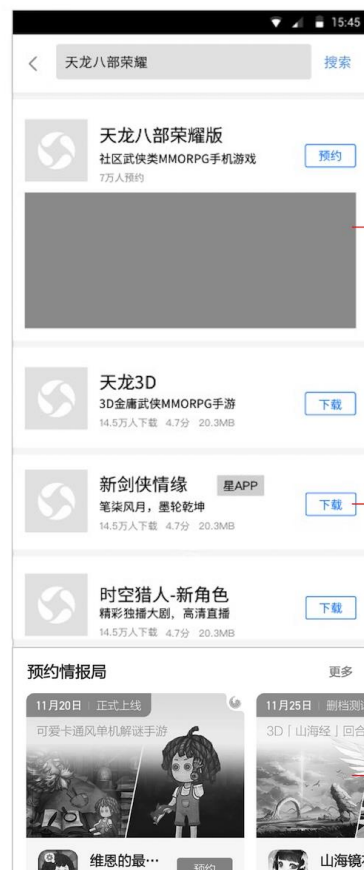 15:45
天龙八部荣耀 搜索
天龙八部荣耀版
社区武侠类MMORPG手机游戏 预约
7万人预约
天龙3D
3D金庸武侠MMORPG手游 下载
14.5万人下载 4.7分 20.3MB
新剑侠情缘 星APP
笔柒风月，墨轮乾坤 下载
14.5万人下载 4.7分 20.3MB
时空猎人-新角色
精彩独播大剧，高清直播 下载
14.5万人下载 4.7分 20.3MB
预约情报局 更多
11月20日 正式上线 11月25日 删档测
可爱卡通风单机解谜手游 3D「山海经」回合
维恩的最… 预约 山海镜